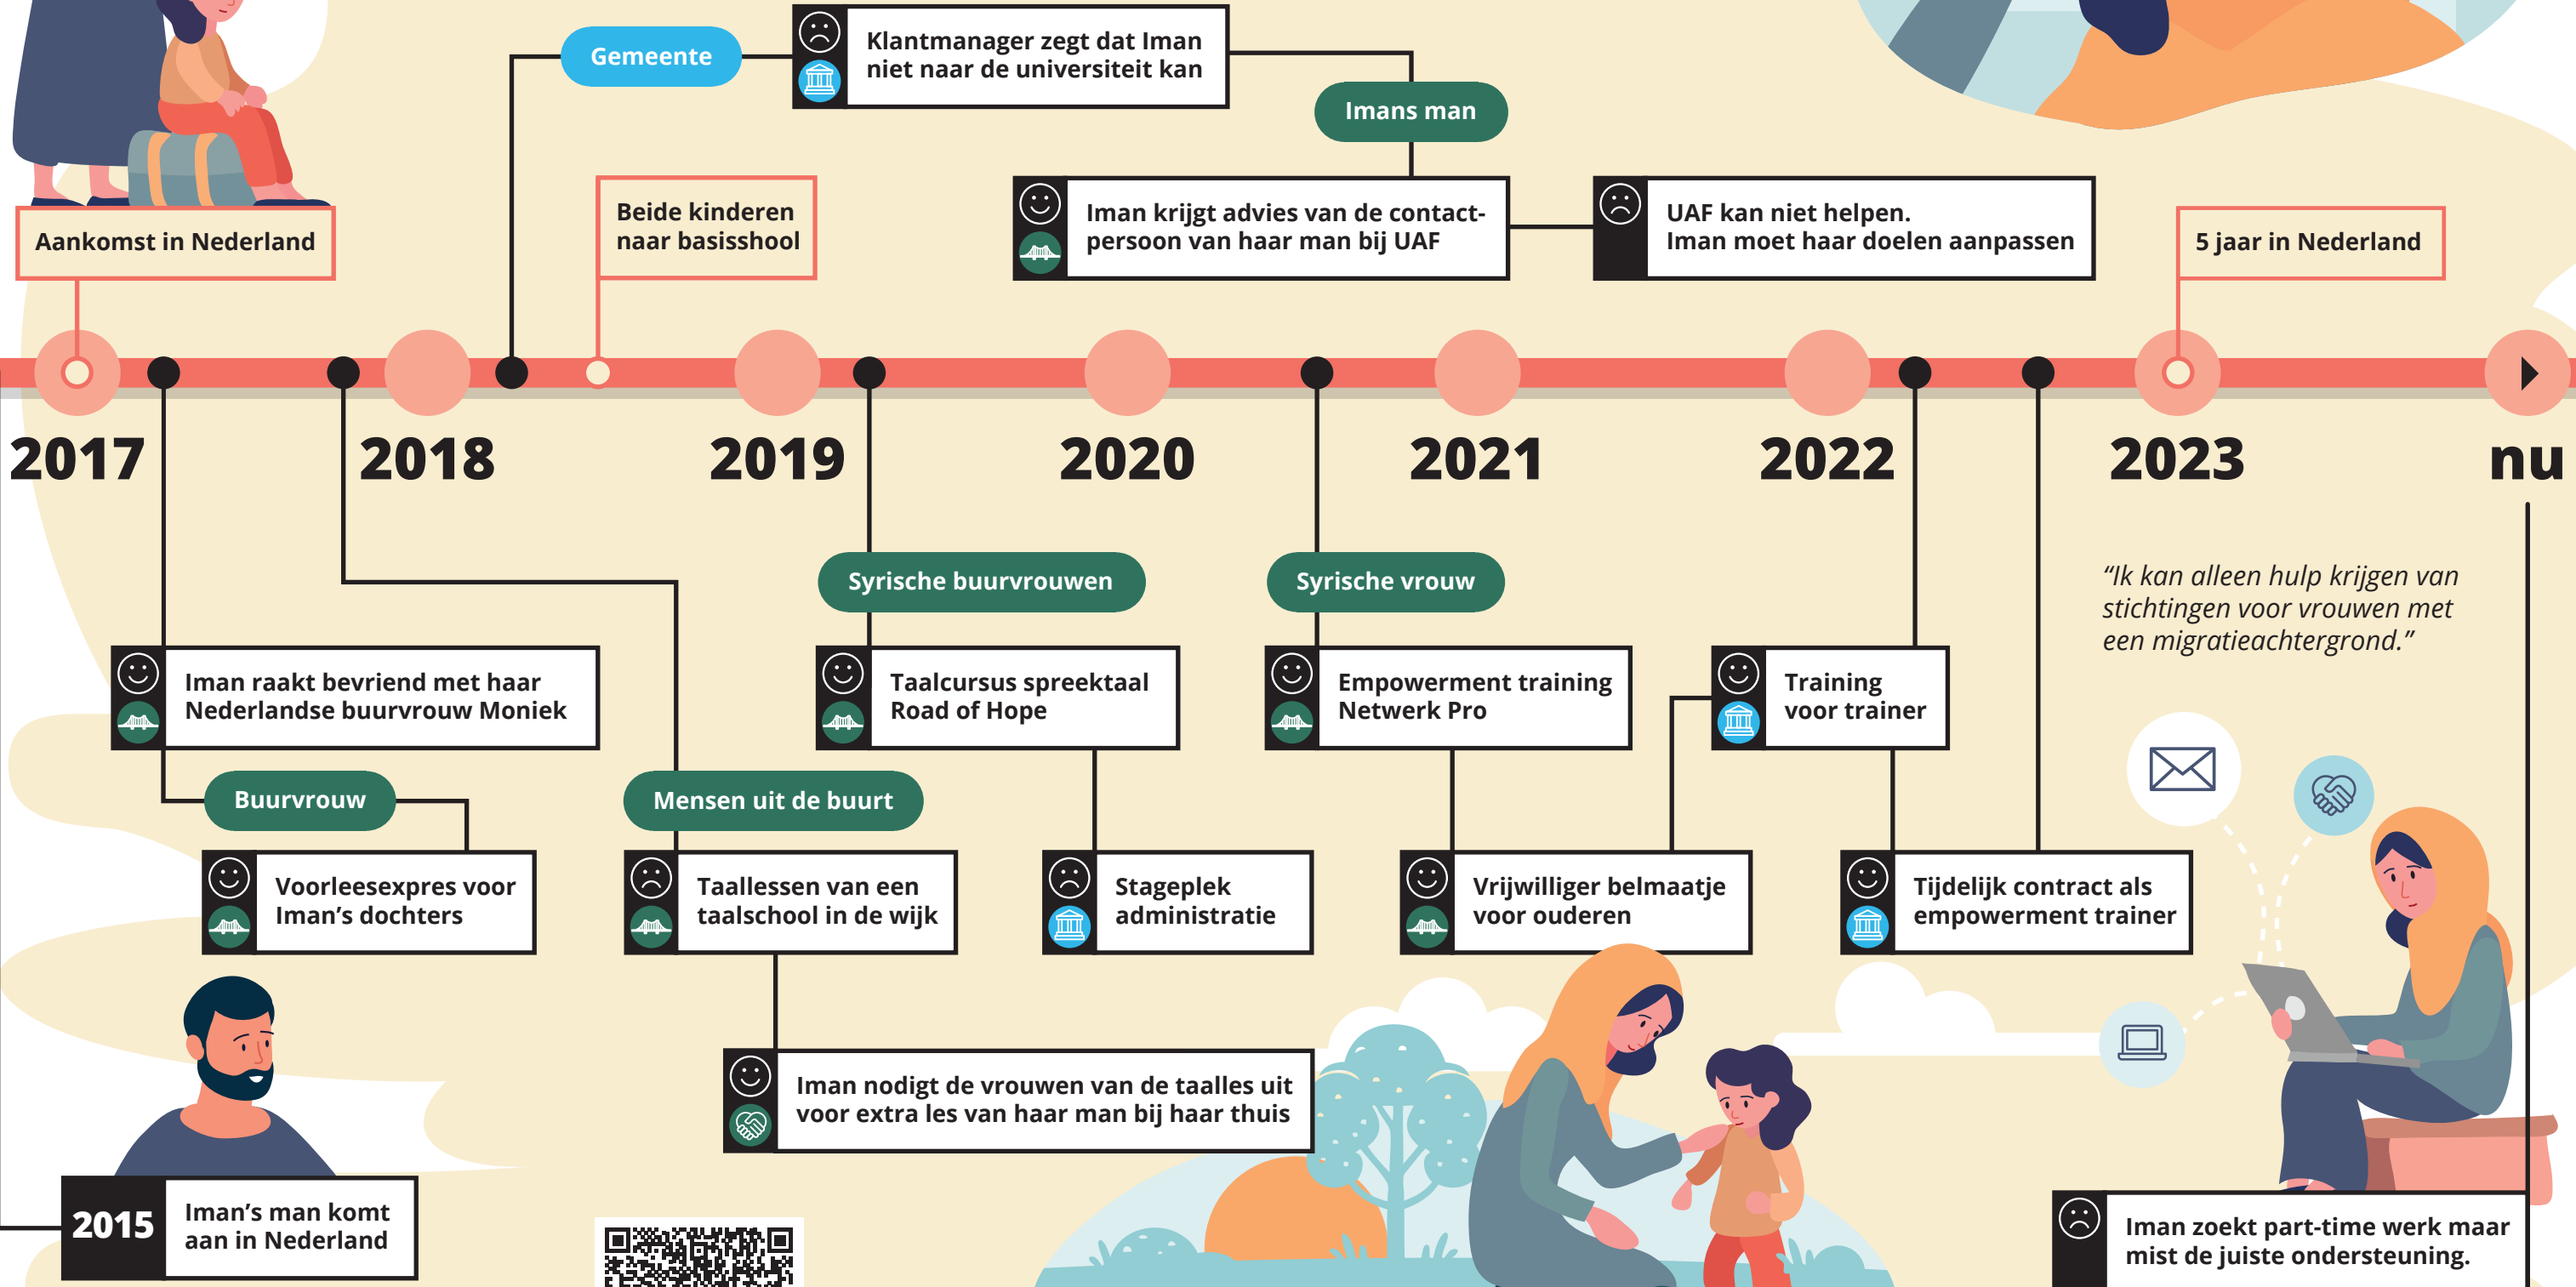 Gemeente
Klantmanager zegt dat Iman
niet naar de universiteit kan
Imans man
Aankomst in Nederland
Beide kinderen
naar basisshool
Iman krijgt advies van de contact-
persoon van haar man bij UAF
UAF kan niet helpen.
Iman moet haar doelen aanpassen
5 jaar in Nederland
2017
2018
2019
2020
2021
2022
2023
nu
Syrische buurvrouwen
Syrische vrouw
“Ik kan alleen hulp krijgen van
stichtingen voor vrouwen met
een migratieachtergrond.”
Iman raakt bevriend met haar
Nederlandse buurvrouw Moniek
Taalcursus spreektaal
Road of Hope
Empowerment training
Netwerk Pro
Training
voor trainer
Buurvrouw
Mensen uit de buurt
Voorleesexpres voor
Iman’s dochters
Taallessen van een
taalschool in de wijk
Stageplek
administratie
Vrijwilliger belmaatje
voor ouderen
Tijdelijk contract als
empowerment trainer
Iman nodigt de vrouwen van de taalles uit
voor extra les van haar man bij haar thuis
2015
Iman’s man komt
aan in Nederland
Iman zoekt part-time werk maar
mist de juiste ondersteuning.